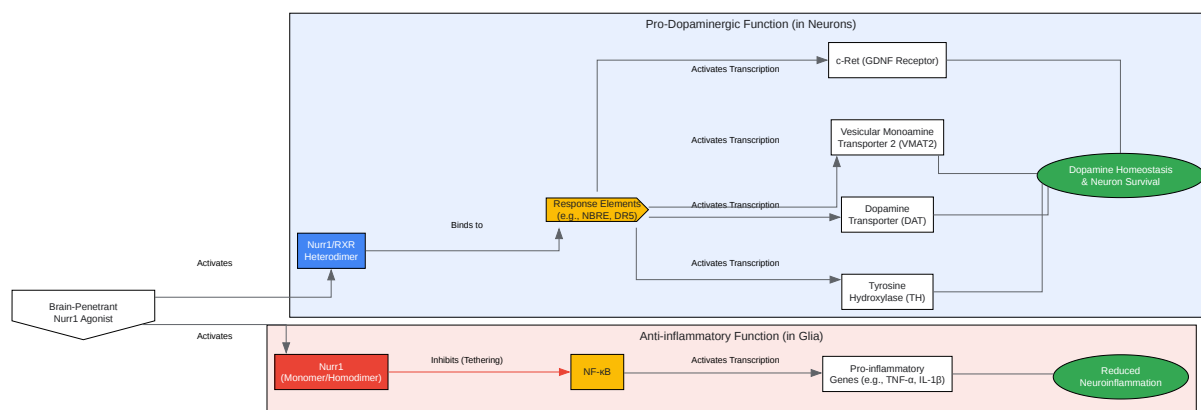 Pro-Dopaminergic Function (in Neurons)
Activates Transcription
c-Ret (GDNF Receptor)
Activates Transcription
Vesicular Monoamine
Transporter 2 (VMAT2)
Dopamine Homeostasis
& Neuron Survival
Response Elements
(e.g., NBRE, DR5)
Activates Transcription
Dopamine
Transporter (DAT)
Binds to
Nurr1/RXR
Heterodimer
Activates
Activates Transcription
Tyrosine
Hydroxylase (TH)
Brain-Penetrant
Nurr1 Agonist
Activates
Anti-inflammatory Function (in Glia)
Nurr1
(Monomer/Homodimer)
Inhibits (Tethering)
NF-κB
Activates Transcription
Pro-inflammatory
Genes (e.g., TNF-α, IL-1β)
Reduced
Neuroinflammation